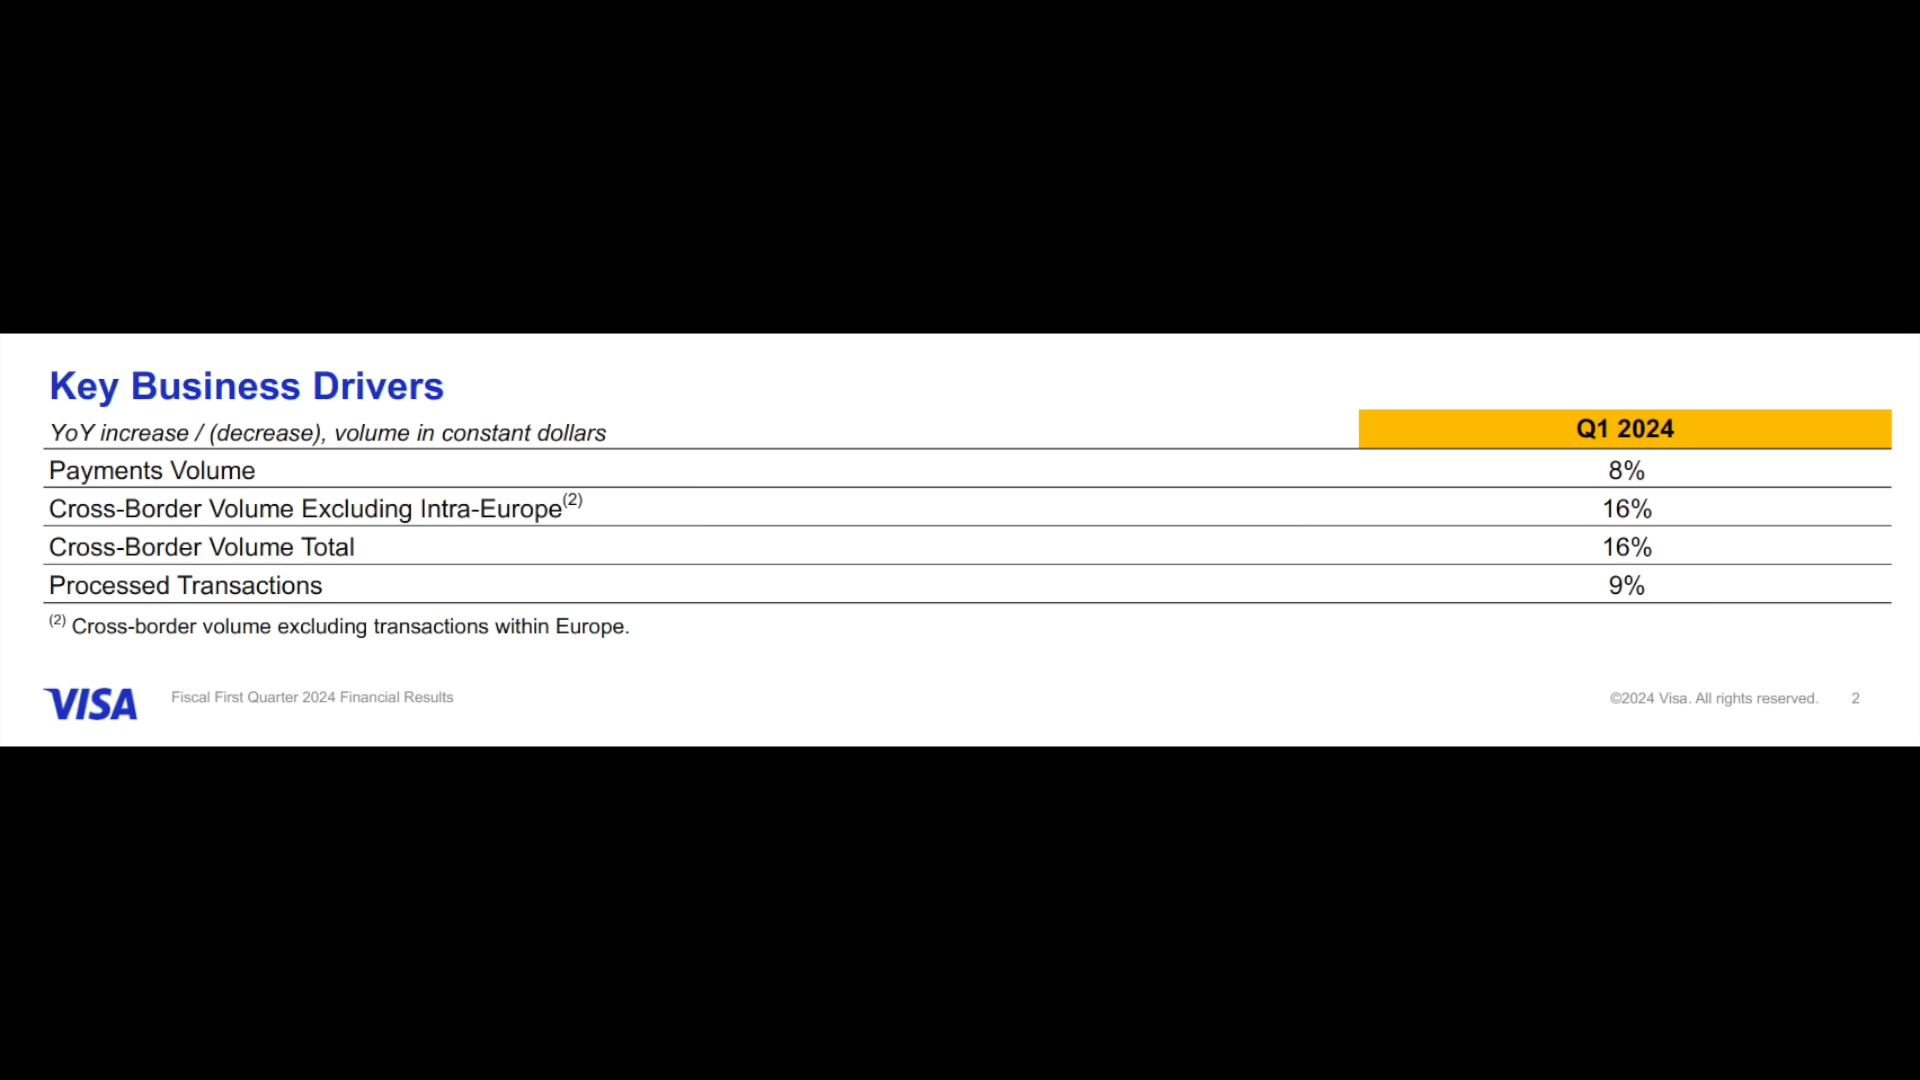 Key Business Drivers
YoY increase / (decrease), volume in constant dollars Q1 2024
Payments Volume 8%
Cross-Border Volume Excluding Intra-Europe(2) 16%
Cross-Border Volume Total 16%
Processed Transactions 9%
(2) Cross-border volume excluding transactions within Europe.
VISA Fiscal First Quarter 2024 Financial Results ©2024 Visa. All rights reserved. 2